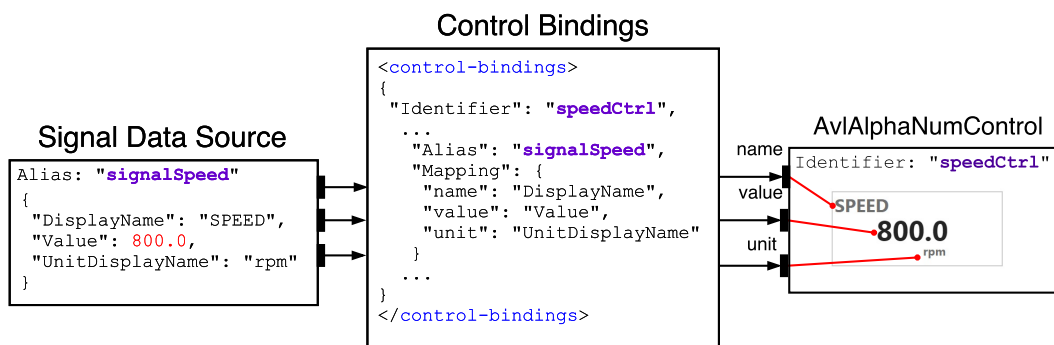 Control Bindings
Signal Data Source
Alias: "signalSpeed"
{
"DisplayName": "SPEED",
"Value": 800.0,
"UnitDisplayName": "rpm"
}
<control-bindings>
{
"Identifier": "speedCtrl",
...
"Alias": "signalSpeed",
"Mapping": {
"name": "DisplayName",
"value": "Value",
"unit": "UnitDisplayName"
}
...
}
</control-bindings>
name
value
unit
AvlAlphaNumControl
Identifier: "speedCtrl"
SPEED
800.0
rpm